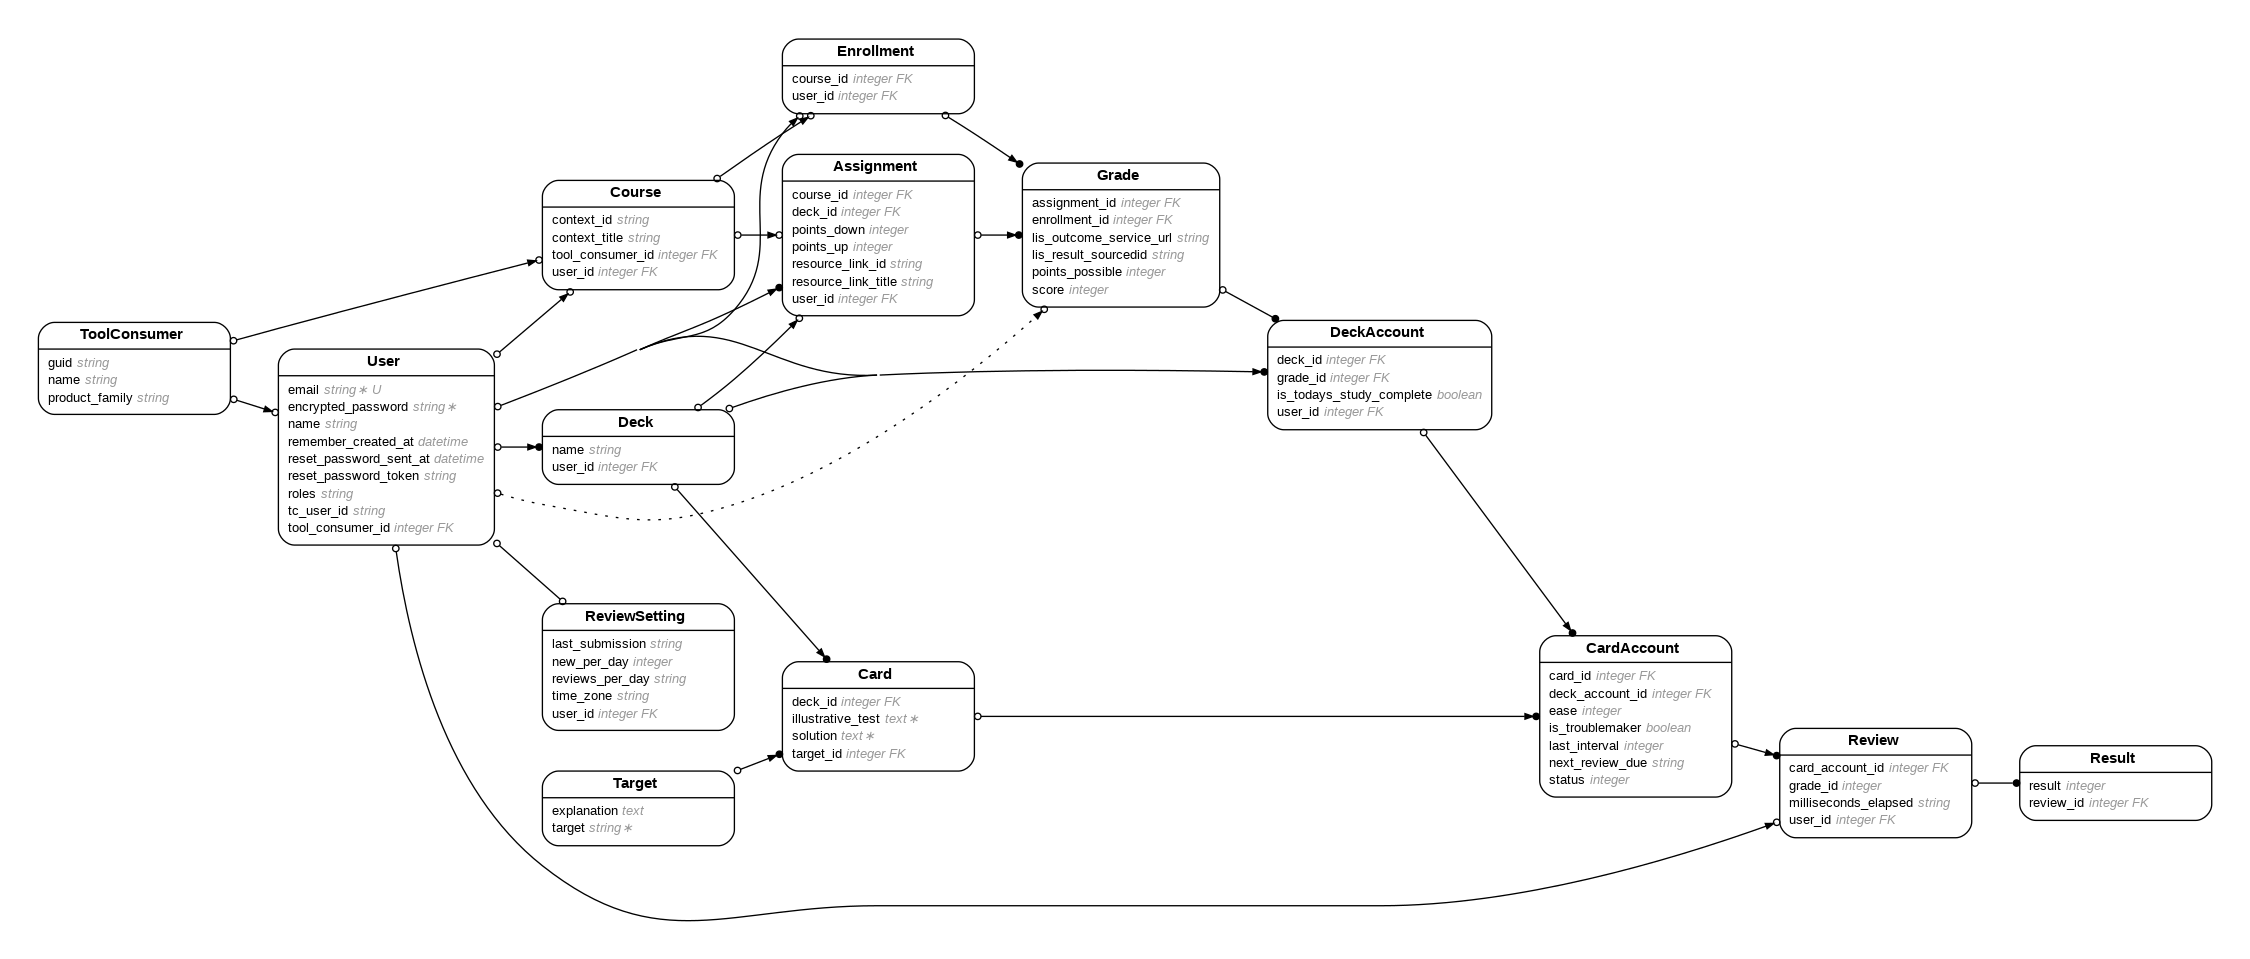 Enrollment
course_id integer FK
user_id integer FK
Assignment
course_id integer FK
deck_id integer FK
points_down integer
points_up integer
resource_link_id string
resource_link_title string
user_id integer FK
Grade
assignment_id integer FK
enrollment_id integer FK
lis_outcome_service_url string
lis_result_sourcedid string
points_possible integer
score integer
Course
context_id string
context_title string
tool_consumer_id integer FK
user_id integer FK
ToolConsumer
guid string
name string
product_family string
User
email string∗ U
encrypted_password string∗
name string
remember_created_at datetime
reset_password_sent_at datetime
reset_password_token string
roles string
tc_user_id string
tool_consumer_id integer FK
DeckAccount
deck_id integer FK
grade_id integer FK
is_todays_study_complete boolean
user_id integer FK
Deck
name string
user_id integer FK
ReviewSetting
last_submission string
new_per_day integer
reviews_per_day string
time_zone string
user_id integer FK
Card
deck_id integer FK
illustrative_test text∗
solution text∗
target_id integer FK
Target
explanation text
target string∗
CardAccount
card_id integer FK
deck_account_id integer FK
ease integer
is_troublemaker boolean
last_interval integer
next_review_due string
status integer
Review
card_account_id integer FK
grade_id integer
milliseconds_elapsed string
user_id integer FK
Result
result integer
review_id integer FK